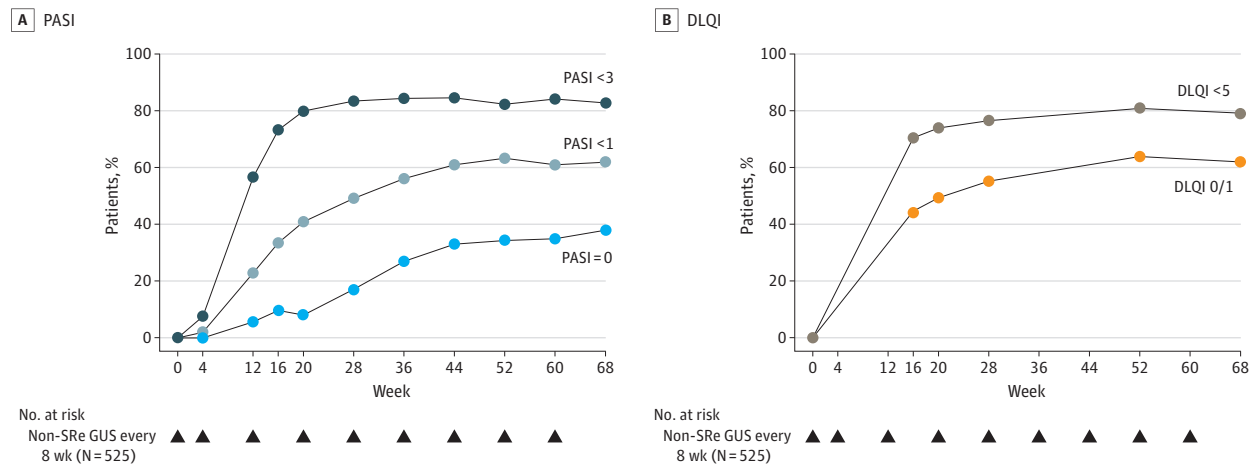 A PASI
100
80
60
40
20
0
Patients, %
PASI <3
PASI <1
PASI = 0
0 4 12 16 20 28 36 44 52 60 68
Week
No. at risk
Non-SRe GUS every
8 wk (N = 525)
B DLQI
100
80
60
40
20
0
Patients, %
DLQI <5
DLQI 0/1
0 4 12 16 20 28 36 44 52 60 68
Week
No. at risk
Non-SRe GUS every
8 wk (N = 525)